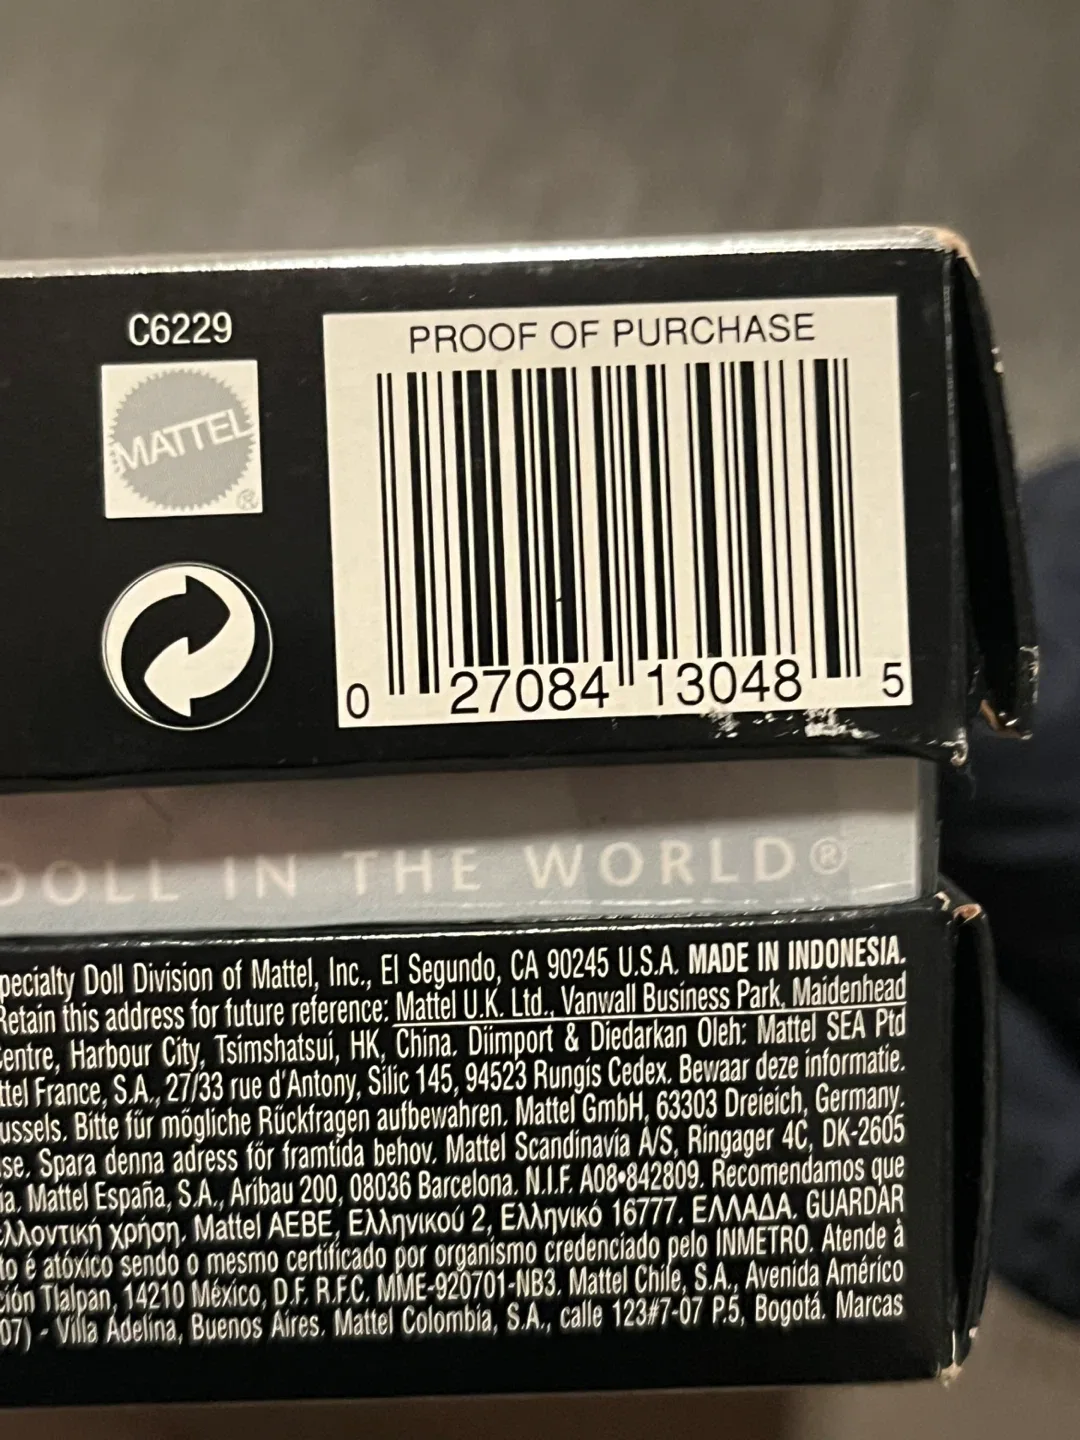 C6229
MATTEL
®
PROOF OF PURCHASE
0 27084 13048 5
DOLL IN THE WORLD®
pecialty Doll Division of Mattel, Inc., El Segundo, CA 90245 U.S.A. MADE IN INDONESIA.
Retain this address for future reference: Mattel U.K. Ltd., Vanwall Business Park, Maidenhead
entre, Harbour City, Tsimshatsui, HK, China. Diimport & Diedarkan Oleh: Mattel SEA Ptd
ttel France, S.A., 27/33 rue d'Antony, Silic 145, 94523 Rungis Cedex. Bewaar deze informatie.
ussels. Bitte für mögliche Rückfragen aufbewahren. Mattel GmbH, 63303 Dreieich, Germany.
se. Spara denna adress för framtida behov. Mattel Scandinavia A/S, Ringager 4C, DK-2605
ia. Mattel España, S.A., Aribau 200, 08036 Barcelona. N.I.F. A08•842809. Recomendamos que
ελλοντική χρήση. Mattel AEBE, Ελληνικού 2, Ελληνικό 16777. ΕΛΛΑΔΑ. GUARDAR
to é atóxico sendo o mesmo certificado por organismo credenciado pelo INMETRO. Atende à
ción Tlalpan, 14210 México, D.F. R.F.C. MME-920701-NB3. Mattel Chile, S.A., Avenida Américo
07) - Villa Adelina, Buenos Aires. Mattel Colombia, S.A., calle 123#7-07 P.5, Bogotá. Marcas